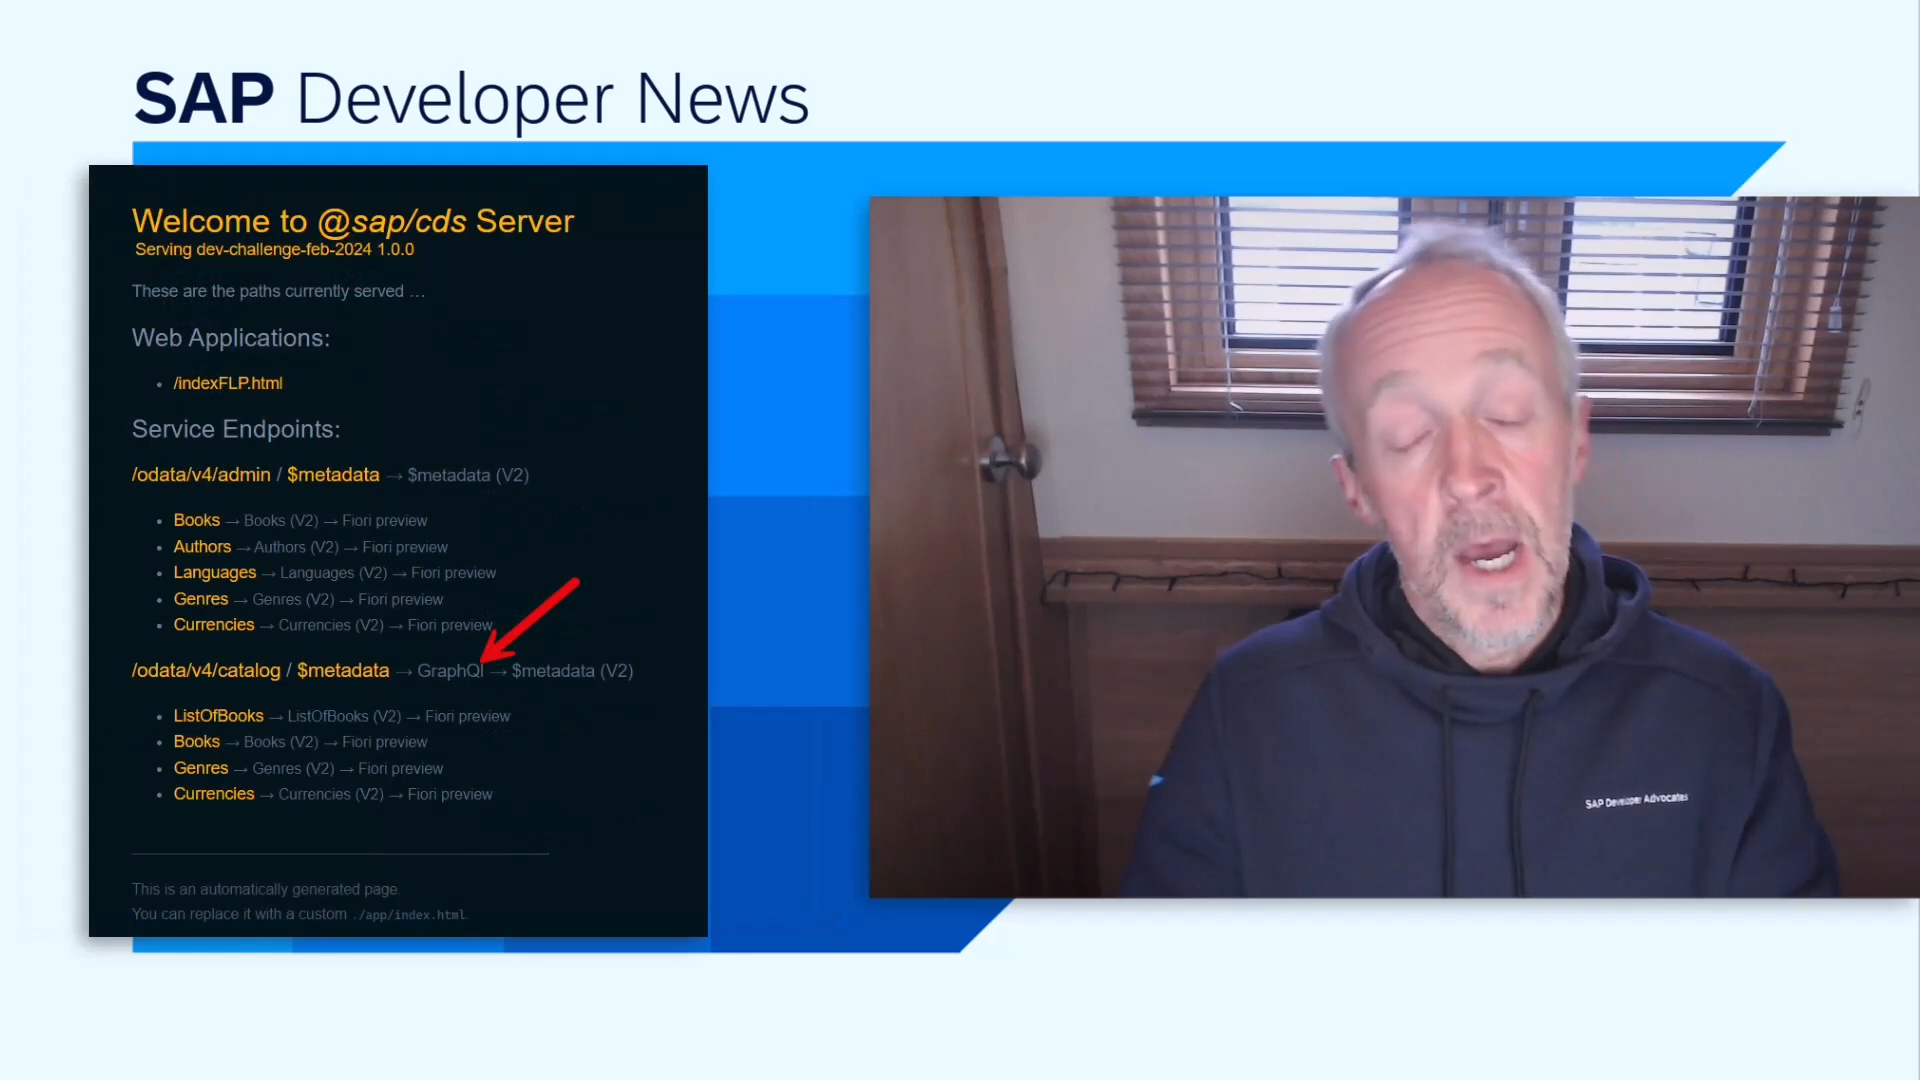 SAP Developer News
Welcome to @sap/cds Server
Serving dev-challenge-feb-2024 1.0.0
These are the paths currently served …
Web Applications:
• /indexFLP.html
Service Endpoints:
/odata/v4/admin / $metadata → $metadata (V2)
• Books → Books (V2) → Fiori preview
• Authors → Authors (V2) → Fiori preview
• Languages → Languages (V2) → Fiori preview
• Genres → Genres (V2) → Fiori preview
• Currencies → Currencies (V2) → Fiori preview
/odata/v4/catalog / $metadata → GraphQl → $metadata (V2)
• ListOfBooks → ListOfBooks (V2) → Fiori preview
• Books → Books (V2) → Fiori preview
• Genres → Genres (V2) → Fiori preview
• Currencies → Currencies (V2) → Fiori preview
This is an automatically generated page.
You can replace it with a custom ./app/index.html.
SAP Developer Advocates